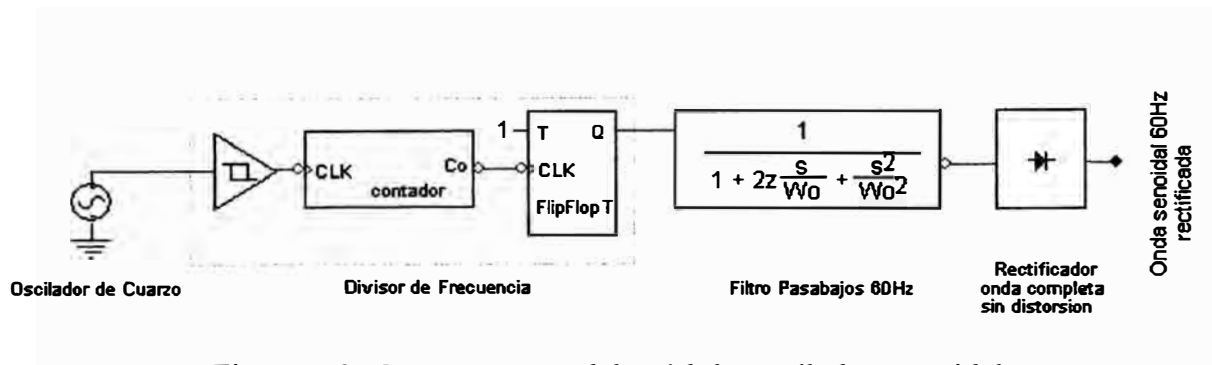 1
T
Q
CLK
Co
contador
CLK
FlipFlop T
1
1 + 2z s/Wo + s2/Wo2
Onda senoidal 60Hz
rectificada
Oscilador de Cuarzo
Divisor de Frecuencia
Filtro Pasabajos 60Hz
Rectificador
onda completa
sin distorsion